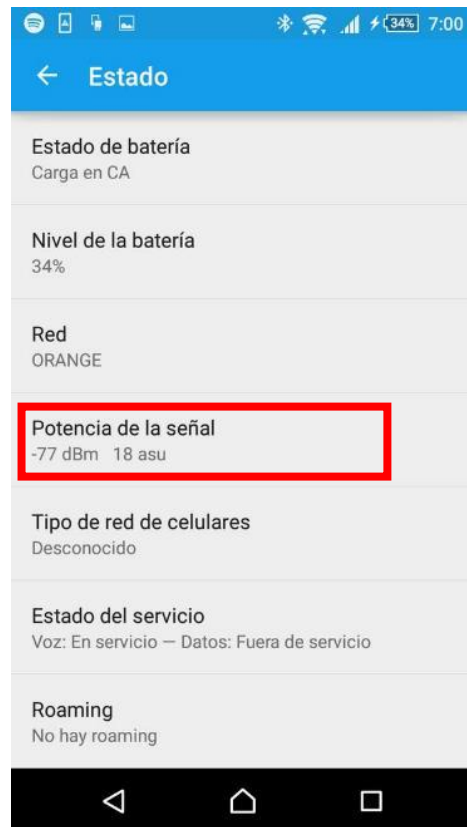 34% 7:00
Estado
Estado de batería
Carga en CA
Nivel de la batería
34%
Red
ORANGE
Potencia de la señal
-77 dBm 18 asu
Tipo de red de celulares
Desconocido
Estado del servicio
Voz: En servicio — Datos: Fuera de servicio
Roaming
No hay roaming